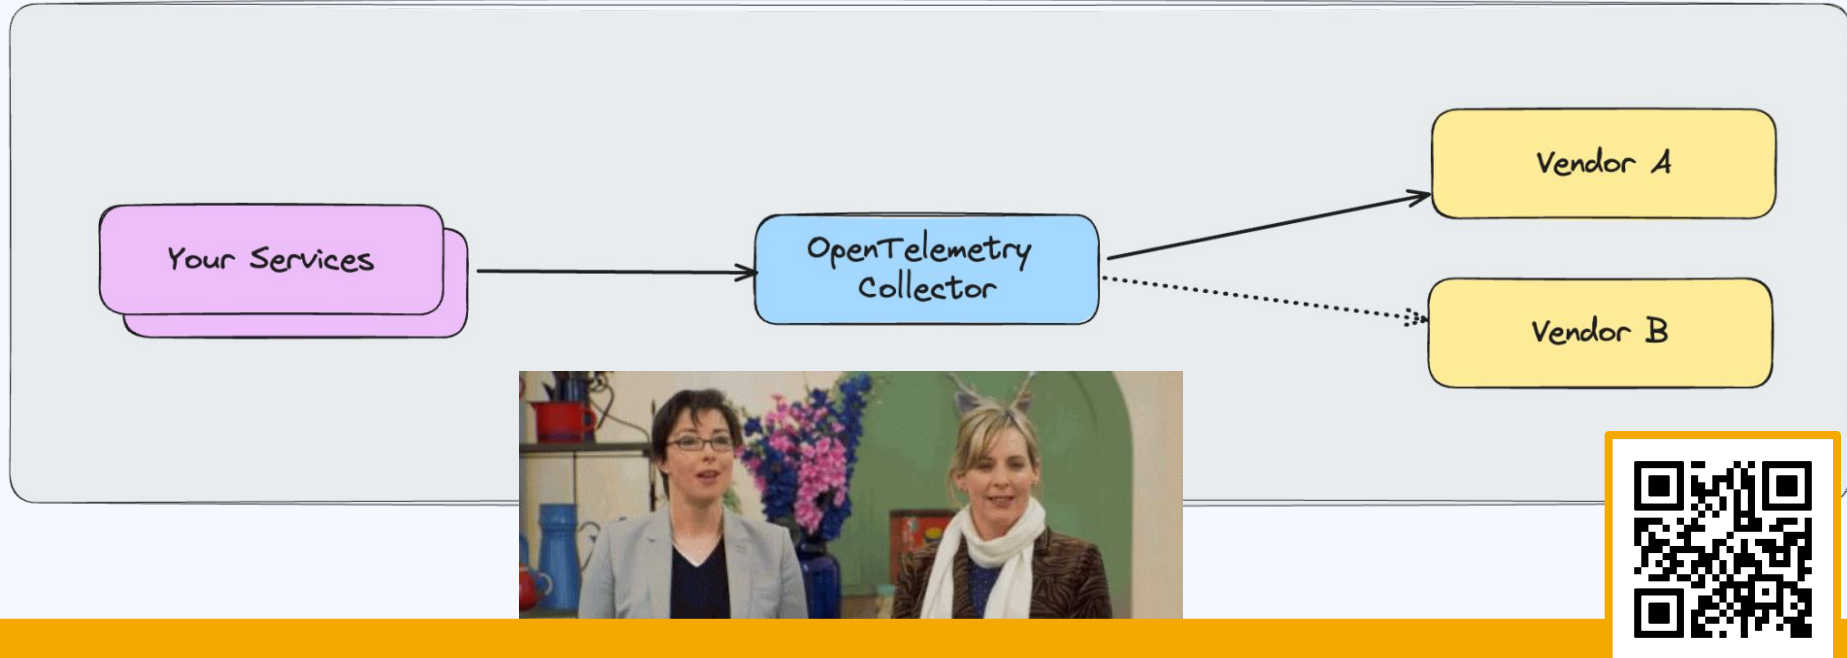 Your Services
OpenTelemetry
Collector
Vendor A
Vendor B